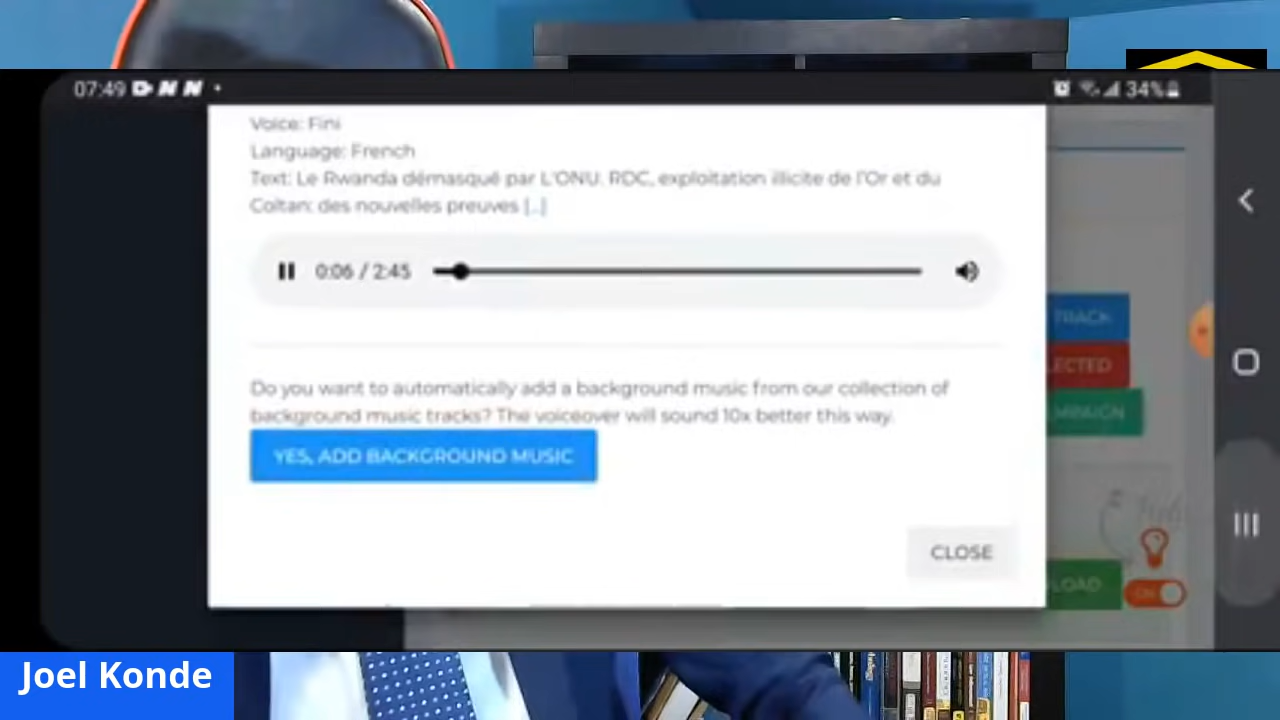 07:49
34%
Voice: Fini
Language: French
Text: Le Rwanda démasqué par L'ONU. RDC, exploitation illicite de l'Or et du
Coltan: des nouvelles preuves [...]
0:06 / 2:45
TRACK
LECTED
MPAIGN
Do you want to automatically add a background music from our collection of
background music tracks? The voiceover will sound 10x better this way.
YES, ADD BACKGROUND MUSIC
Help
CLOSE
LOAD
ON
Joel Konde